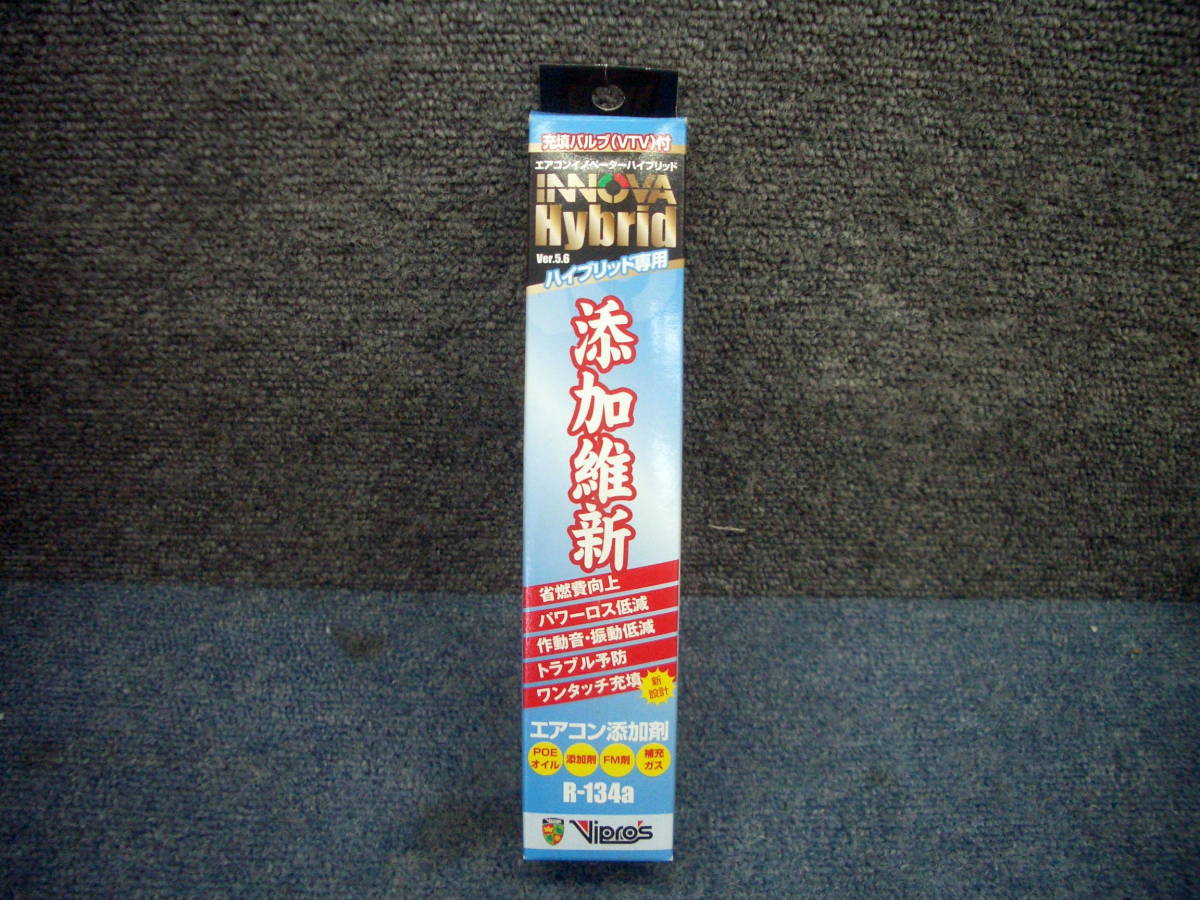 充填バルブ(VTV)付
エアコンイノベーターハイブリッド
INNOVA
Hybrid
Ver.5.6
ハイブリッド専用
添加維新
省燃費向上
パワーロス低減
作動音・振動低減
トラブル予防
ワンタッチ充填
新
設計
エアコン添加剤
POE
オイル
添加剤
FM剤
補充
ガス
R-134a
Vipro's